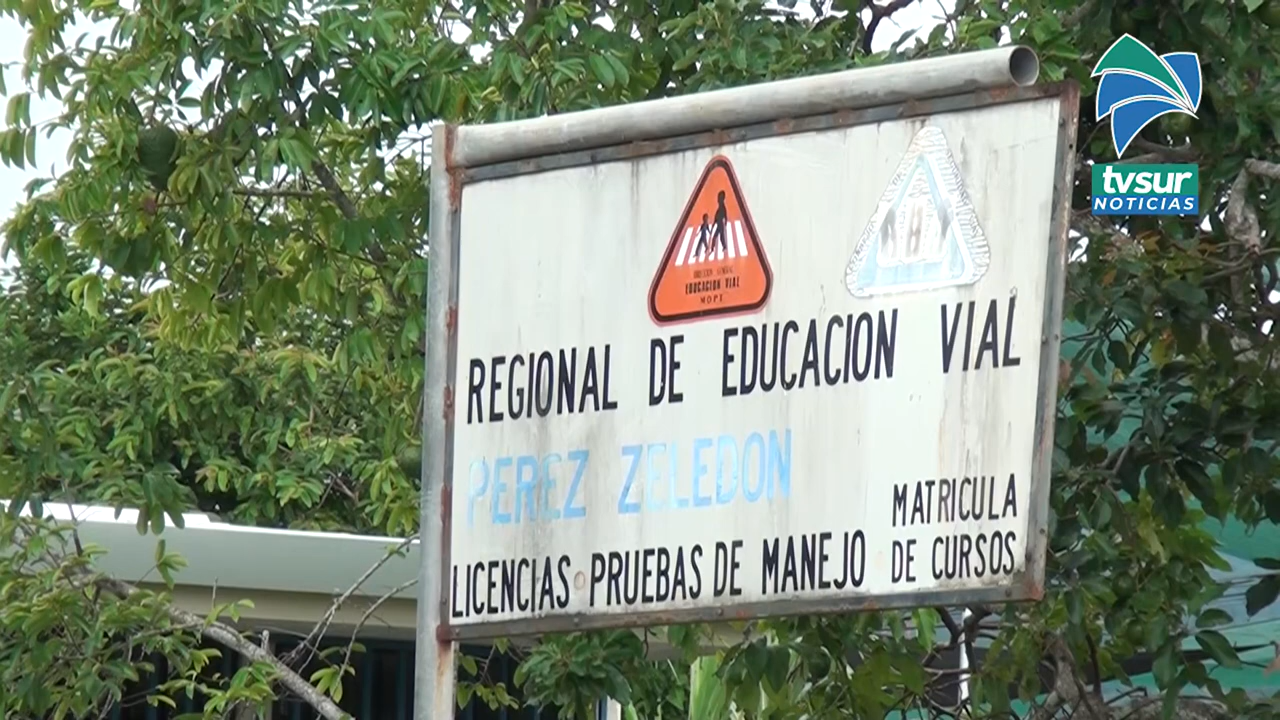 tvsur
NOTICIAS
DIRECCION GENERAL
EDUCACION VIAL
M O P T
REGIONAL DE EDUCACION VIAL
PEREZ ZELEDON
LICENCIAS PRUEBAS DE MANEJO
MATRICULA
DE CURSOS